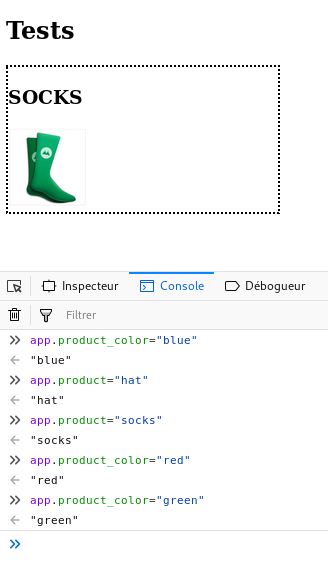 Tests
SOCKS
Inspecteur Console Débogueur
Filtrer
app.product_color="blue"
"blue"
app.product="hat"
"hat"
app.product="socks"
"socks"
app.product_color="red"
"red"
app.product_color="green"
"green"